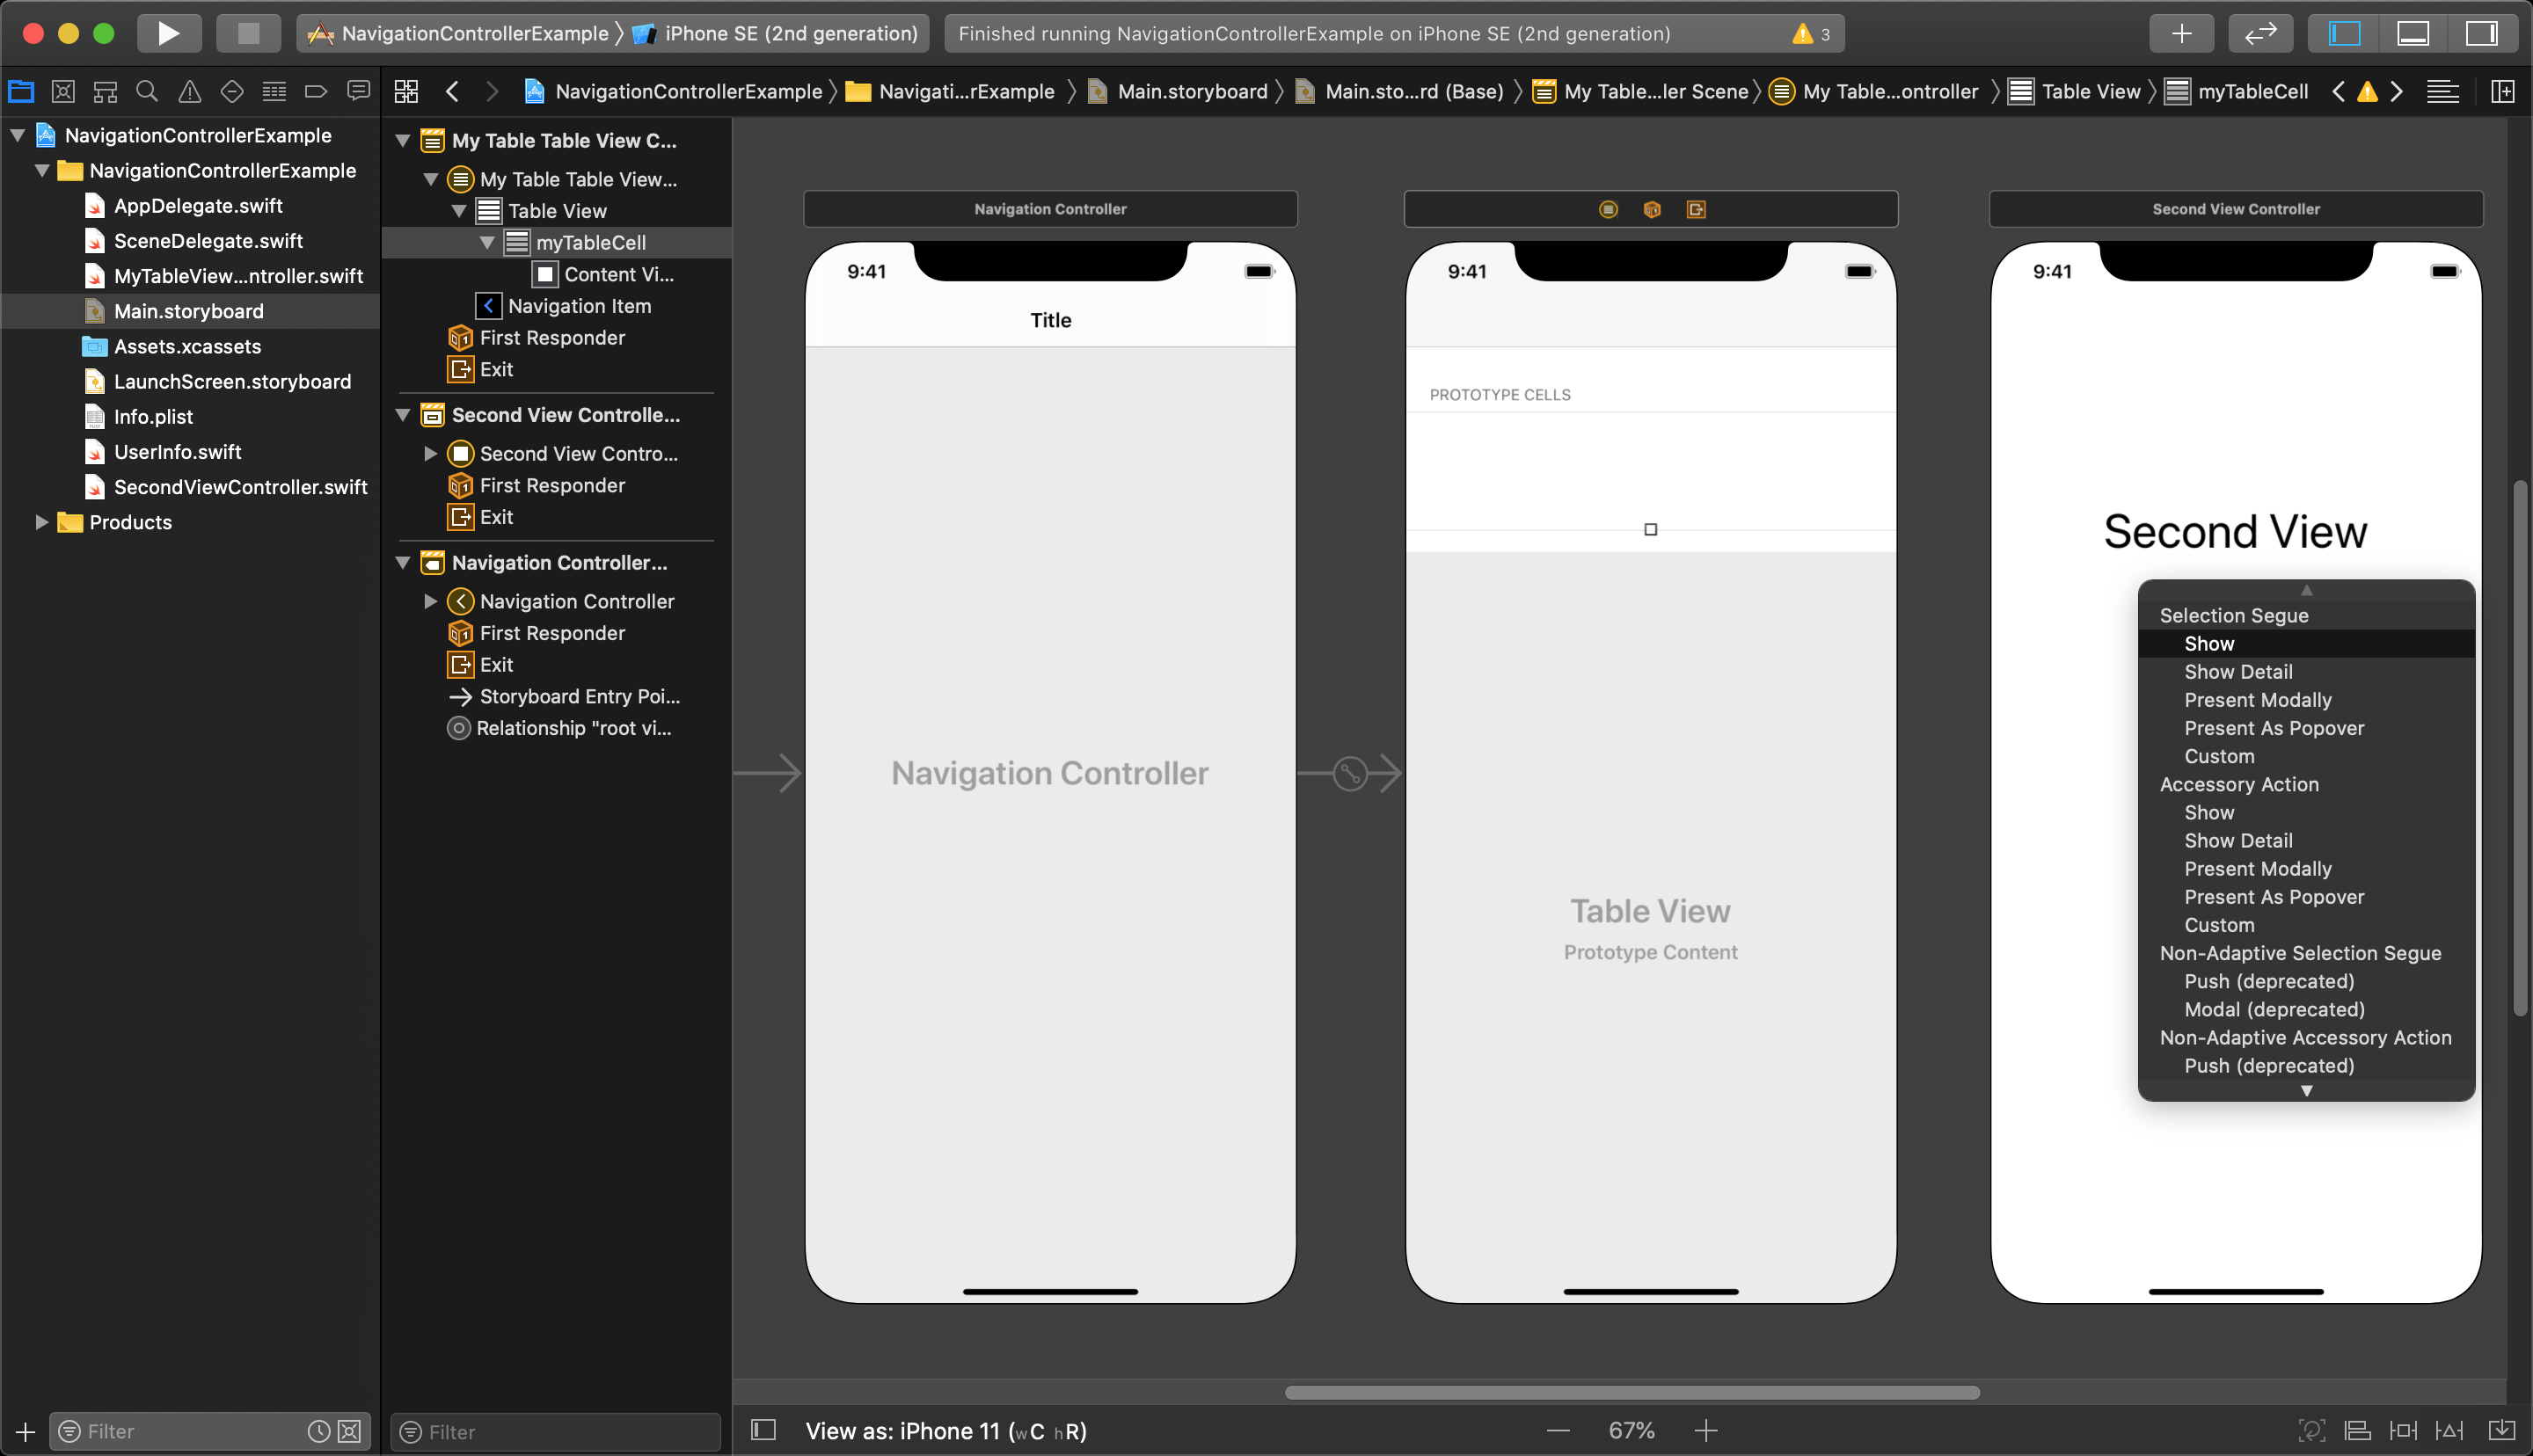 NavigationControllerExample iPhone SE (2nd generation)
Finished running NavigationControllerExample on iPhone SE (2nd generation)
3
NavigationControllerExample Navigati...rExample Main.storyboard Main.sto...rd (Base) My Table...ler Scene My Table...ontroller Table View myTableCell
NavigationControllerExample
NavigationControllerExample
AppDelegate.swift
SceneDelegate.swift
MyTableView...ntroller.swift
Main.storyboard
Assets.xcassets
LaunchScreen.storyboard
Info.plist
UserInfo.swift
SecondViewController.swift
Products
Filter
My Table Table View C...
My Table Table View...
Table View
myTableCell
Content Vi...
Navigation Item
First Responder
Exit
Second View Controlle...
Second View Contro...
First Responder
Exit
Navigation Controller...
Navigation Controller
First Responder
Exit
Storyboard Entry Poi...
Relationship "root vi...
Filter
Navigation Controller
9:41
Title
Navigation Controller
9:41
PROTOTYPE CELLS
Table View
Prototype Content
Second View Controller
9:41
Second View
Selection Segue
Show
Show Detail
Present Modally
Present As Popover
Custom
Accessory Action
Show
Show Detail
Present Modally
Present As Popover
Custom
Non-Adaptive Selection Segue
Push (deprecated)
Modal (deprecated)
Non-Adaptive Accessory Action
Push (deprecated)
View as: iPhone 11 (wC hR)
67%